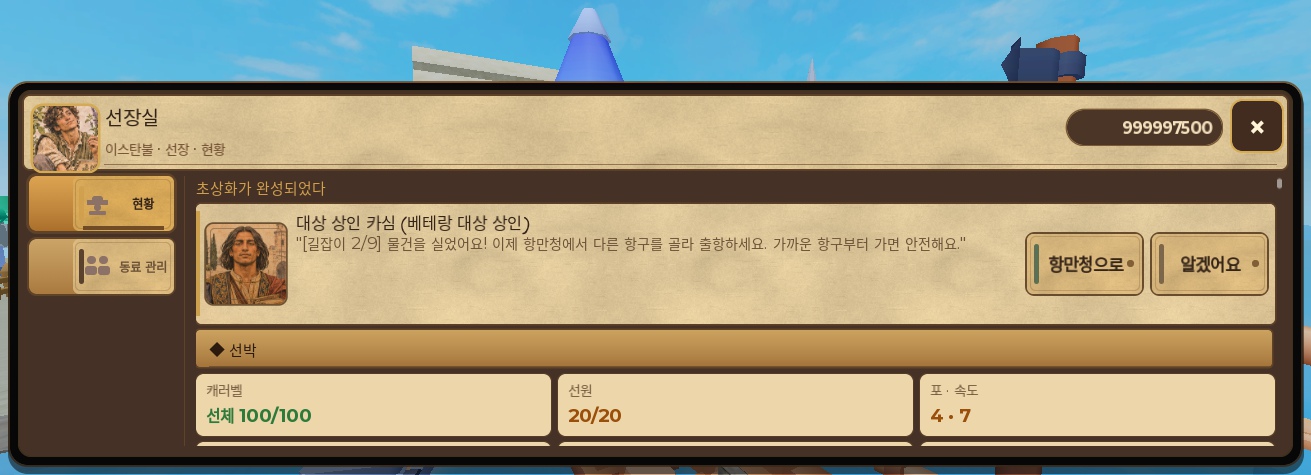 선장실
이스탄불 · 선장 · 현황
999997500
×
현황
동료 관리
초상화가 완성되었다
대상 상인 카심 (베테랑 대상 상인)
"[길잡이 2/9] 물건을 실었어요! 이제 항만청에서 다른 항구를 골라 출항하세요. 가까운 항구부터 가면 안전해요."
항만청으로
알겠어요
◆ 선박
캐러벨
선체 100/100
선원
20/20
포 · 속도
4 · 7